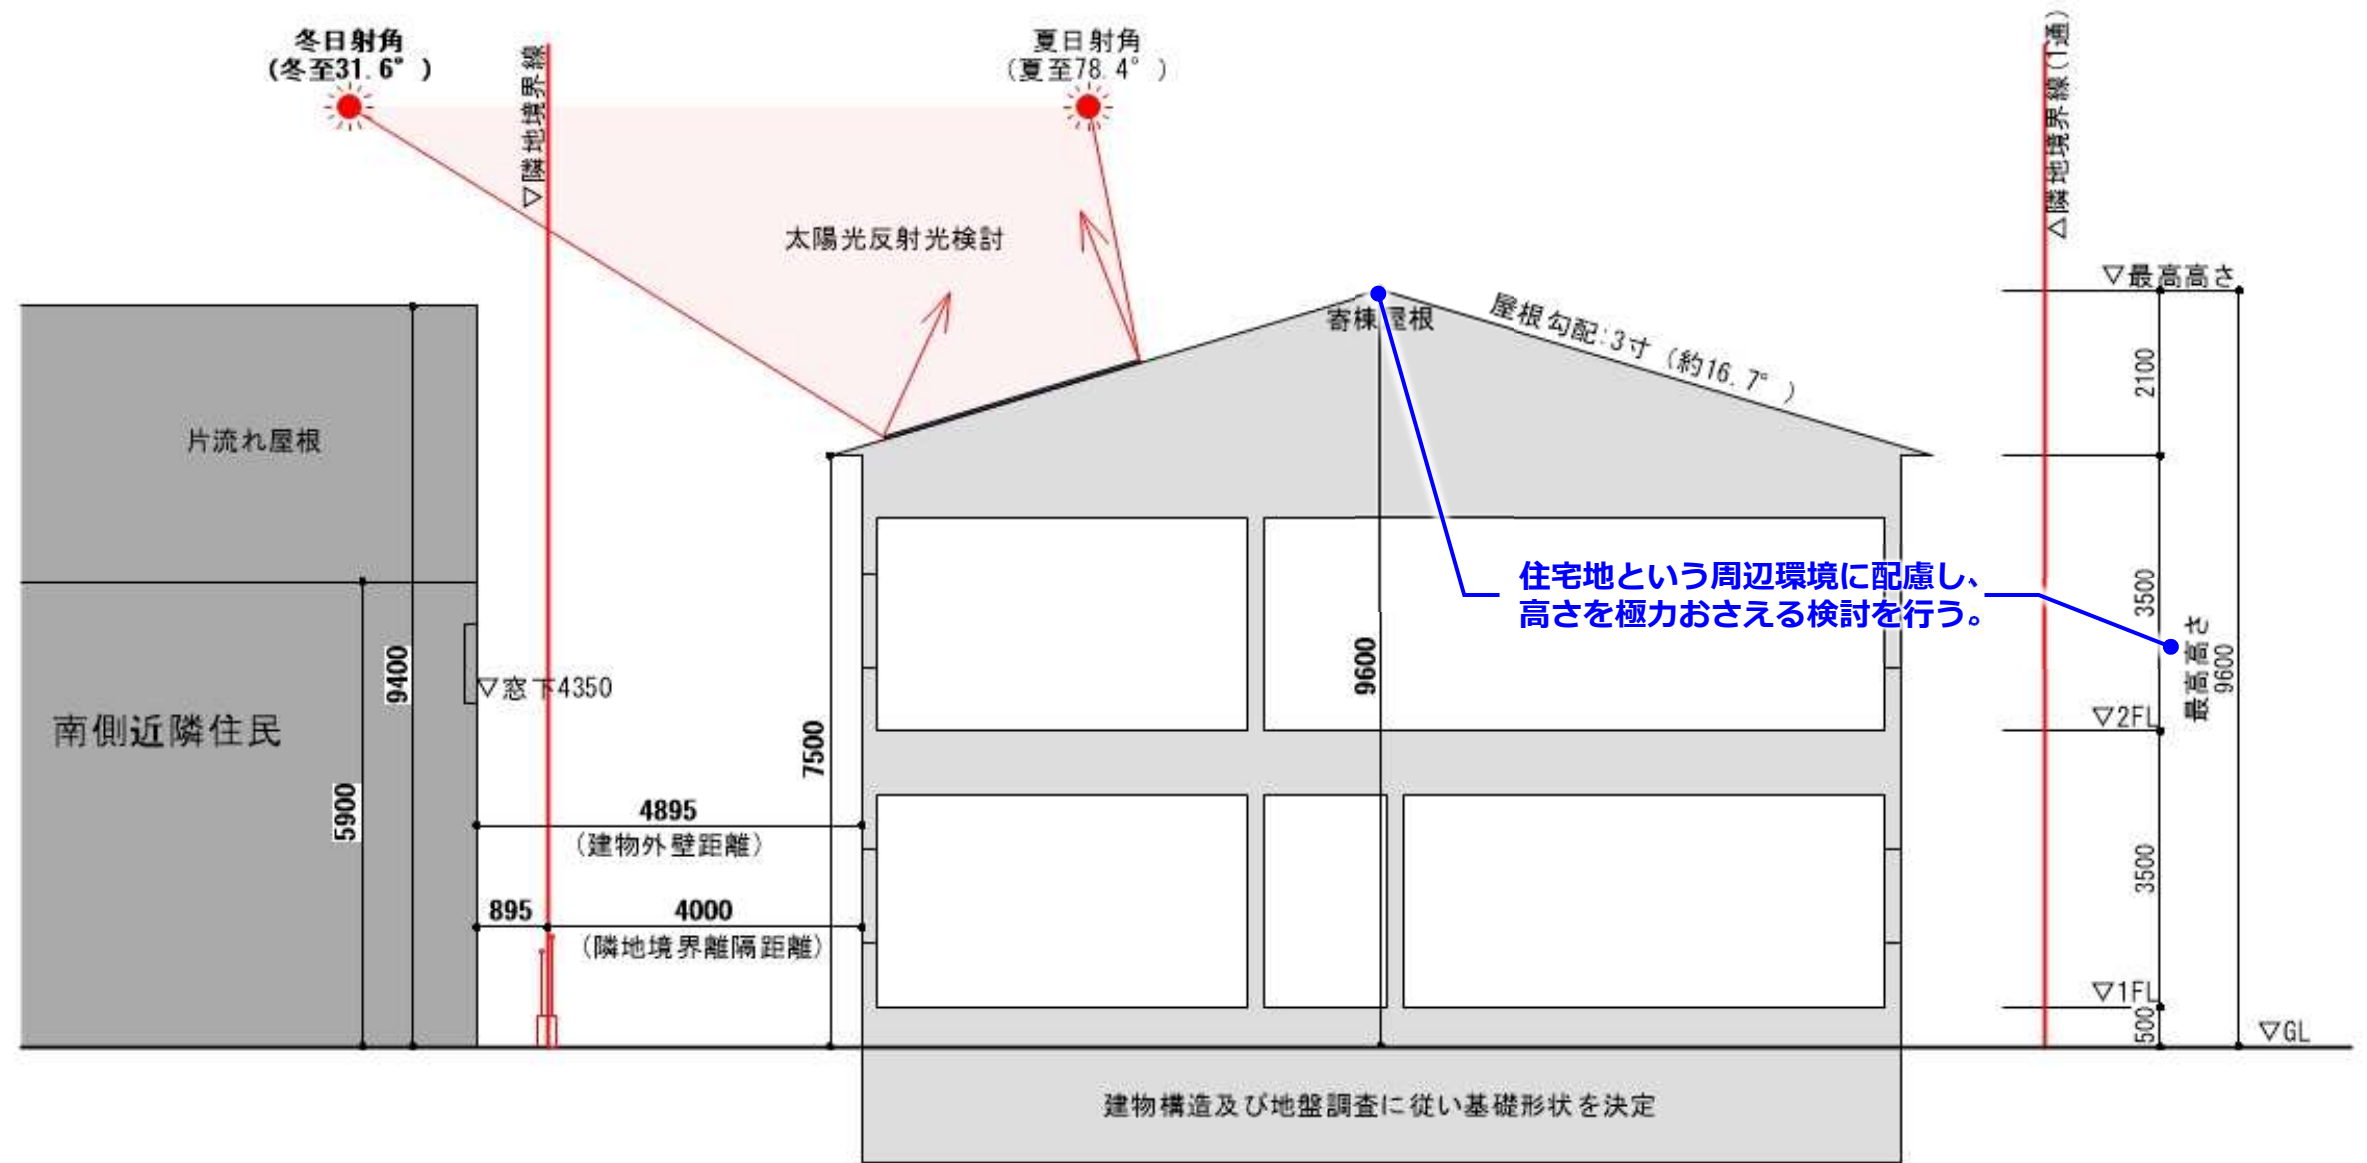 冬日射角
(冬至31.6°)
▽隣地境界線
夏日射角
(夏至78.4°)
△隣地境界線(1通)
太陽光反射光検討
▽最高高さ
寄棟屋根
屋根勾配:3寸 (約16.7°)
2100
片流れ屋根
住宅地という周辺環境に配慮し、
高さを極力おさえる検討を行う。
3500
最高高さ
9600
9400
▽窓下4350
9600
南側近隣住民
7500
▽2FL
5900
4895
(建物外壁距離)
3500
895
4000
(隣地境界離隔距離)
▽1FL
500
▽GL
建物構造及び地盤調査に従い基礎形状を決定